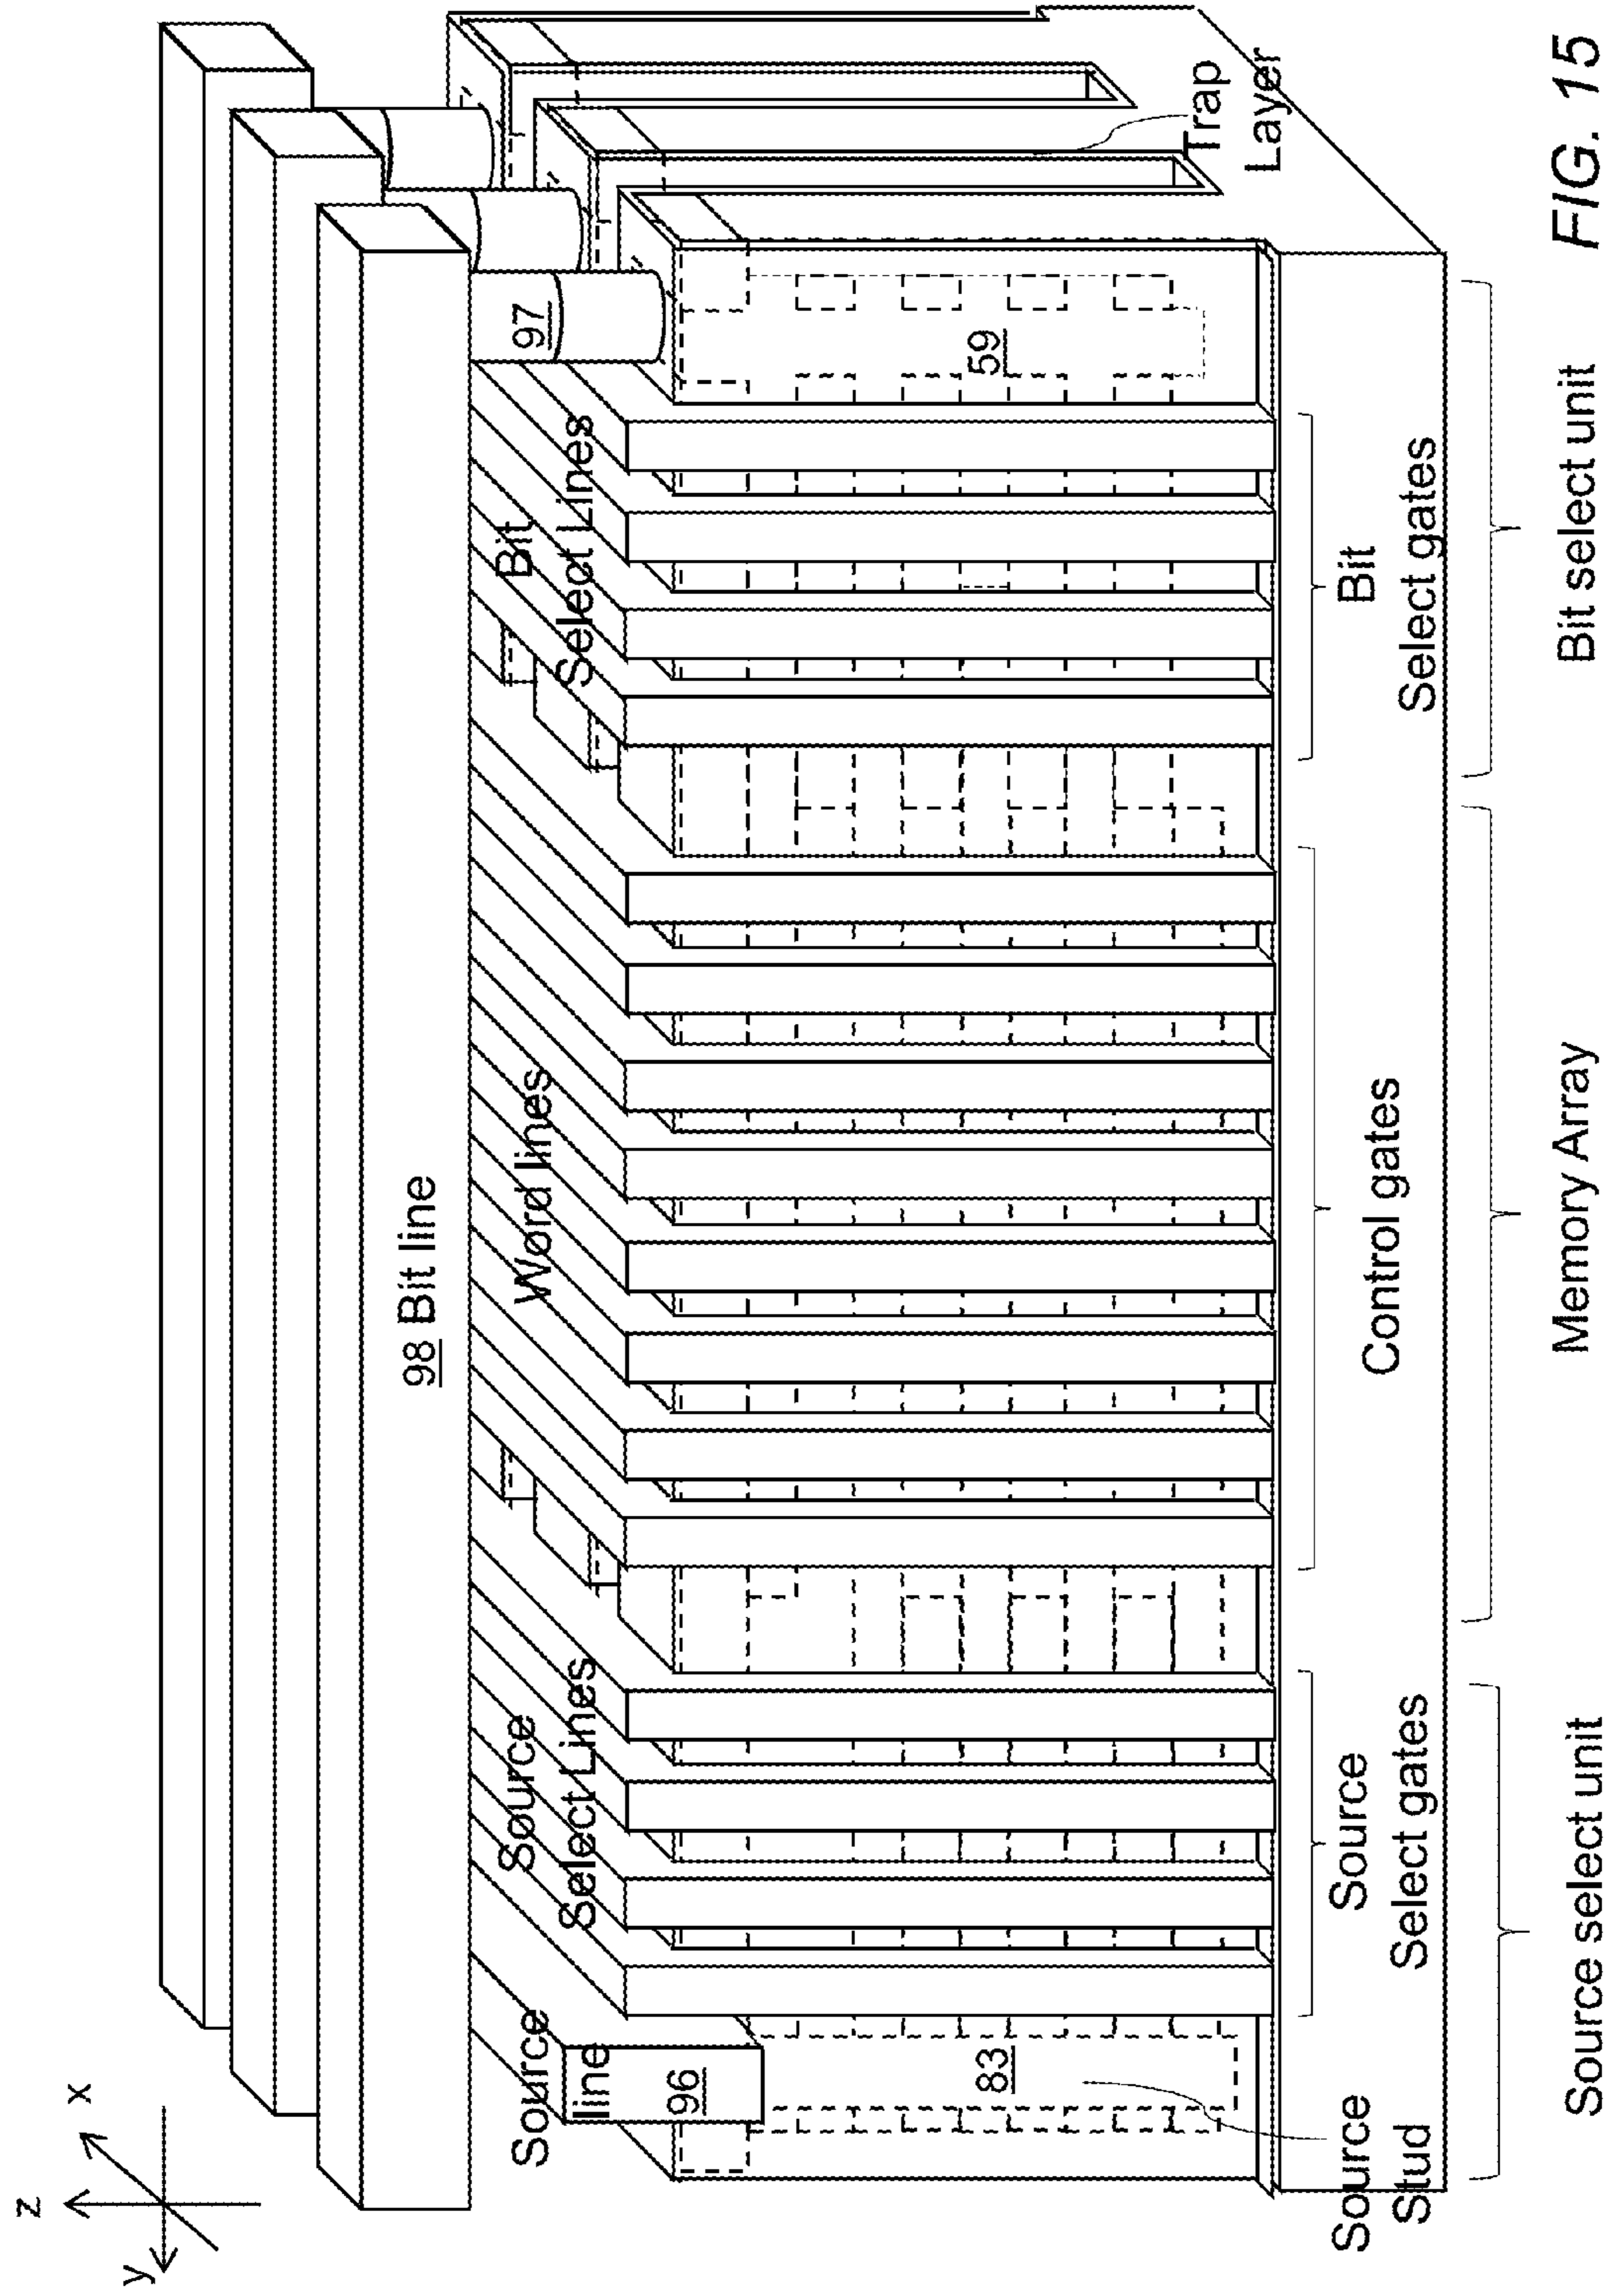 z
y
x
98 Bit line
Source
line
96
Source
Select Lines
Word lines
Bit
Select Lines
97
83
59
Trap
Layer
Source
Stud
Source
Select gates
Control gates
Bit
Select gates
Source select unit
Memory Array
Bit select unit
FIG. 15